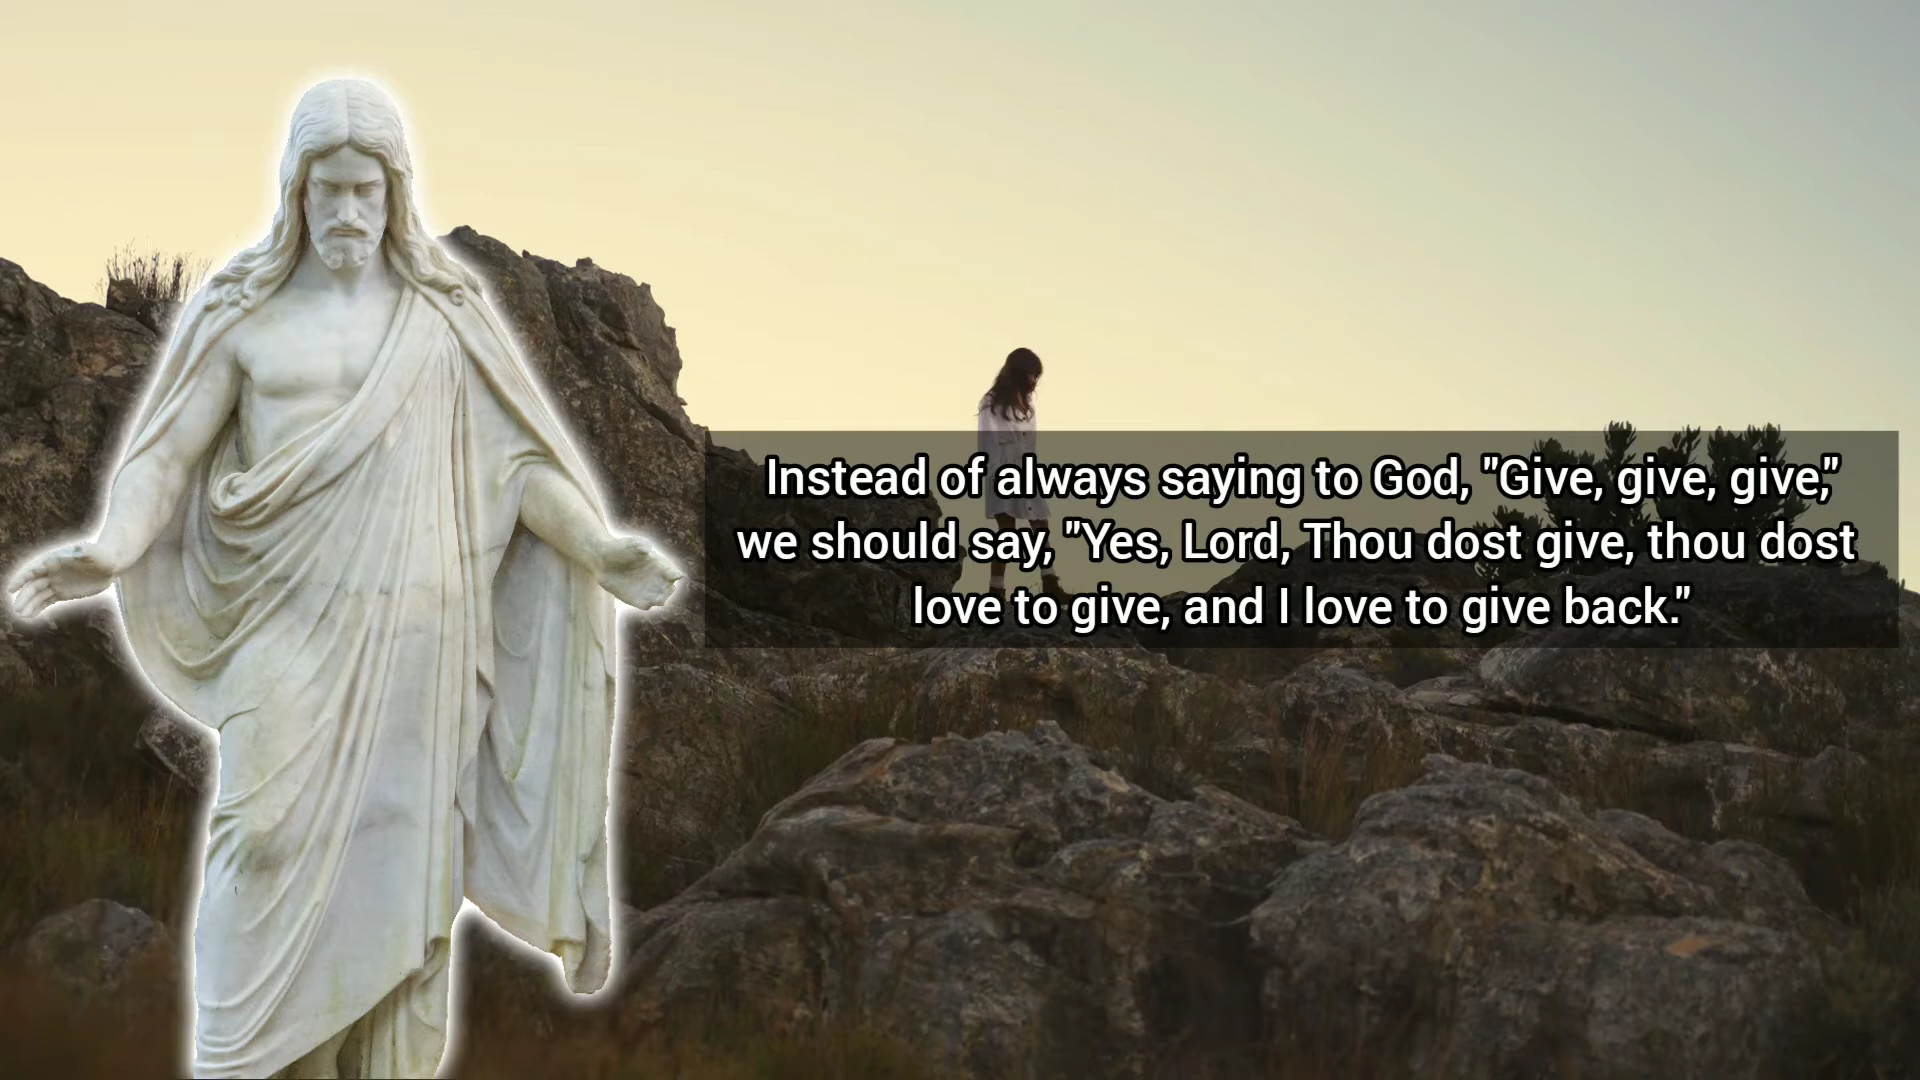 Instead of always saying to God, "Give, give, give,"
we should say, "Yes, Lord, Thou dost give, thou dost
love to give, and I love to give back."